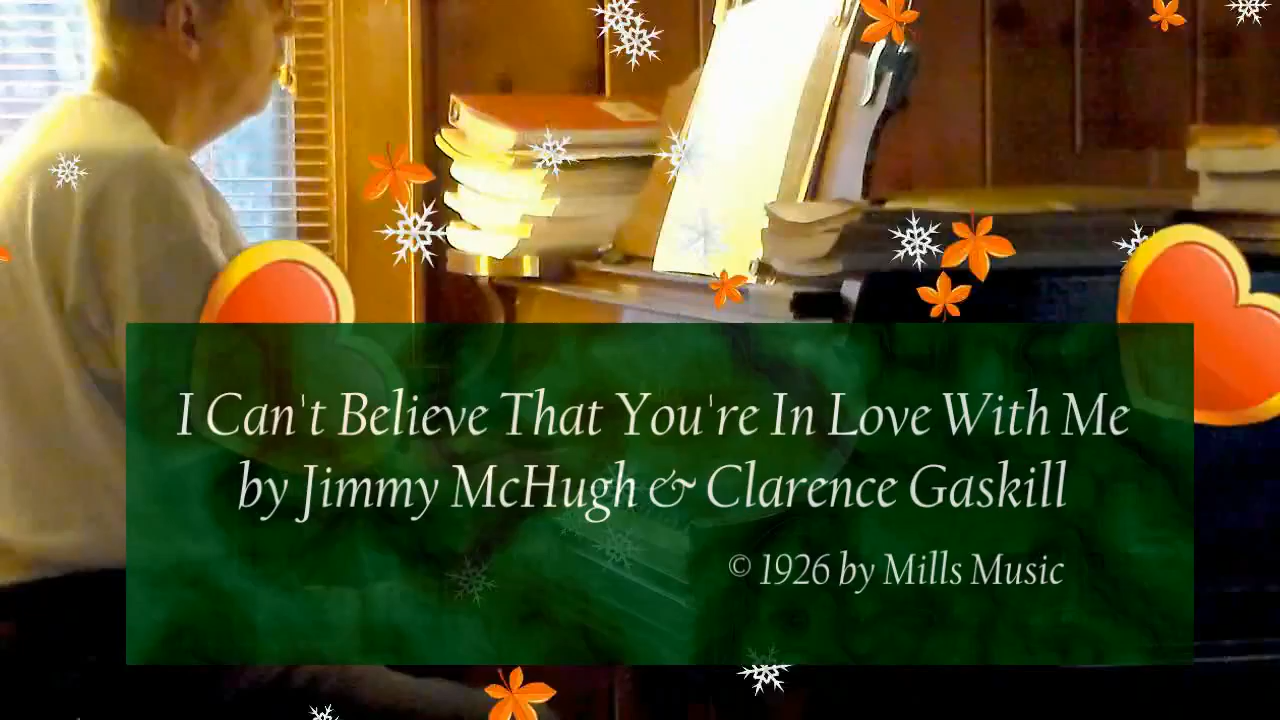 I Can't Believe That You're In Love With Me
by Jimmy McHugh & Clarence Gaskill
© 1926 by Mills Music